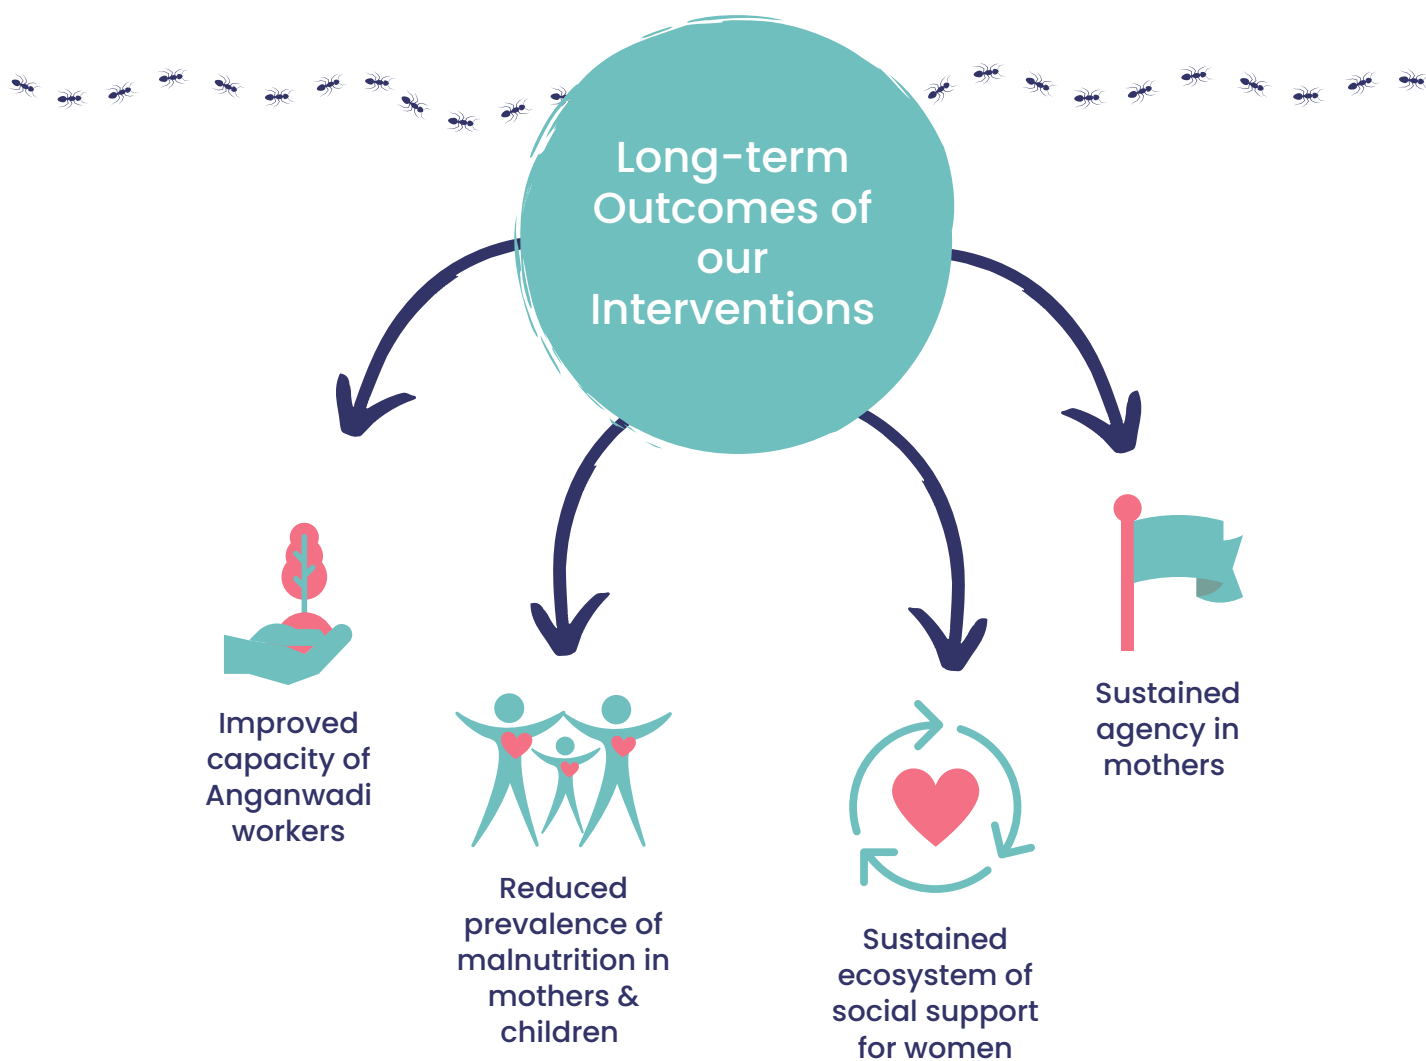 Long-term
Outcomes of
our
Interventions
Improved
capacity of
Anganwadi
workers
Reduced
prevalence of
malnutrition in
mothers &
children
Sustained
ecosystem of
social support
for women
Sustained
agency in
mothers